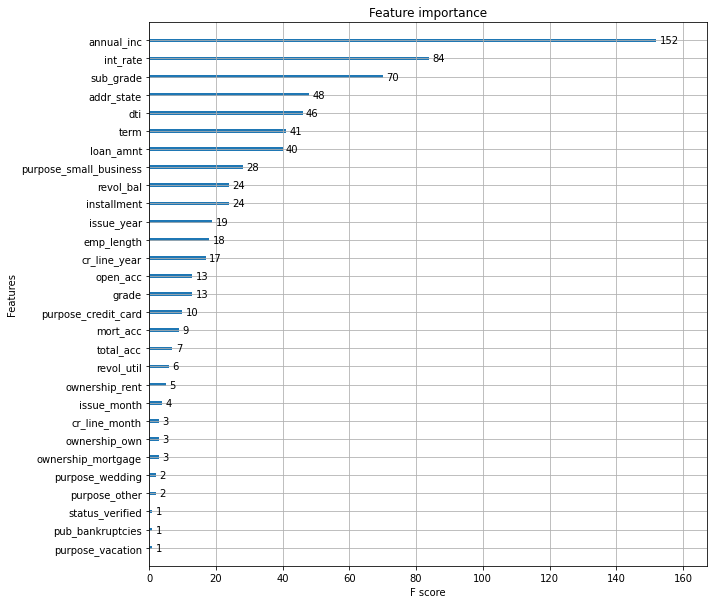 Feature importance
Features
annual_inc 152
int_rate 84
sub_grade 70
addr_state 48
dti 46
term 41
loan_amnt 40
purpose_small_business 28
revol_bal 24
installment 24
issue_year 19
emp_length 18
cr_line_year 17
open_acc 13
grade 13
purpose_credit_card 10
mort_acc 9
total_acc 7
revol_util 6
ownership_rent 5
issue_month 4
cr_line_month 3
ownership_own 3
ownership_mortgage 3
purpose_wedding 2
purpose_other 2
status_verified 1
pub_bankruptcies 1
purpose_vacation 1
0 20 40 60 80 100 120 140 160
F score